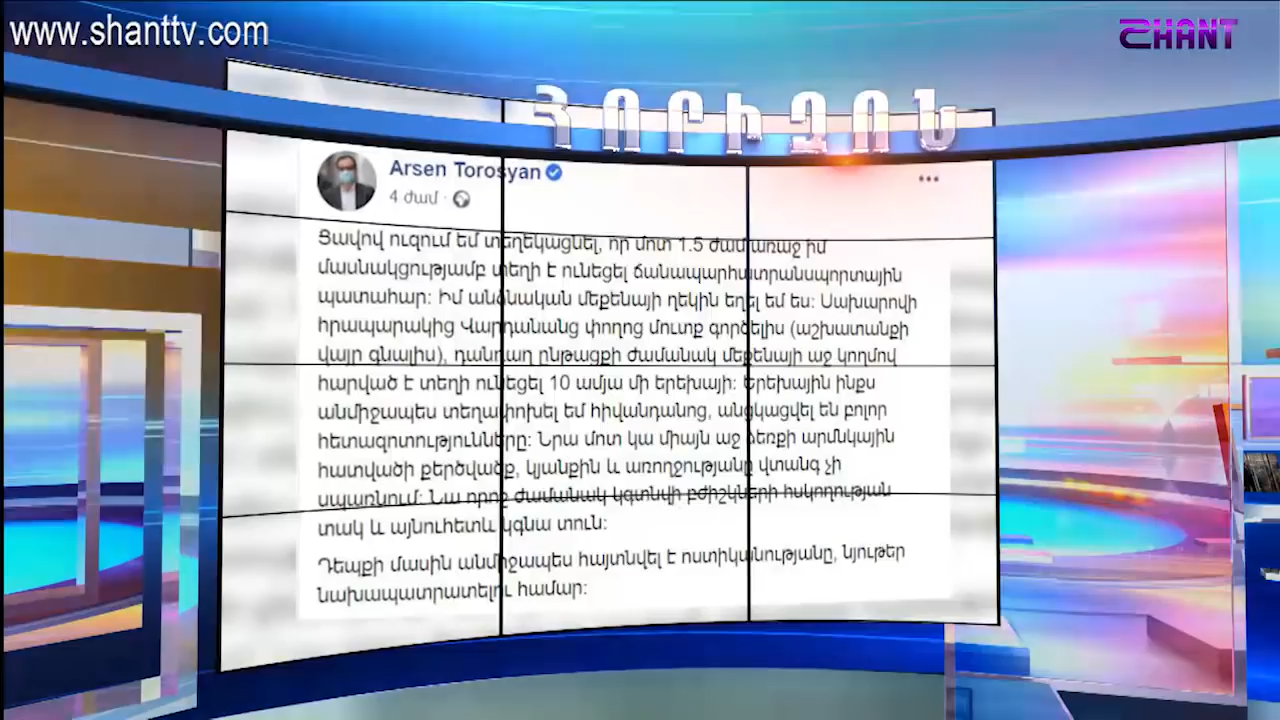 www.shanttv.com
SHANT
ՀՈՐԻԶՈՆ
Arsen Torosyan
4 ժամ ·
Ցավով ուզում եմ տեղեկացնել, որ մոտ 1.5 ժամ առաջ իմ
մասնակցությամբ տեղի է ունեցել ճանապարհատրանսպորտային
պատահար։ Իմ անձնական մեքենայի ղեկին եղել եմ ես։ Սախարովի
հրապարակից Վարդանանց փողոց մուտք գործելիս (աշխատանքի
վայր գնալիս), դանդաղ ընթացքի ժամանակ մեքենայի աջ կողմով
հարված է տեղի ունեցել 10 ամյա մի երեխայի։ Երեխային ինքս
անմիջապես տեղափոխել եմ հիվանդանոց, անցկացվել են բոլոր
հետազոտությունները։ Նրա մոտ կա միայն աջ ձեռքի արմնկային
հատվածի քերծվածք, կյանքին և առողջությանը վտանգ չի
սպառնում։ Նա որոշ ժամանակ կգտնվի բժիշկների հսկողության
տակ և այնուհետև կգնա տուն։
Դեպքի մասին անմիջապես հայտնվել է ոստիկանությանը, նյութեր
նախապատրատելու համար։